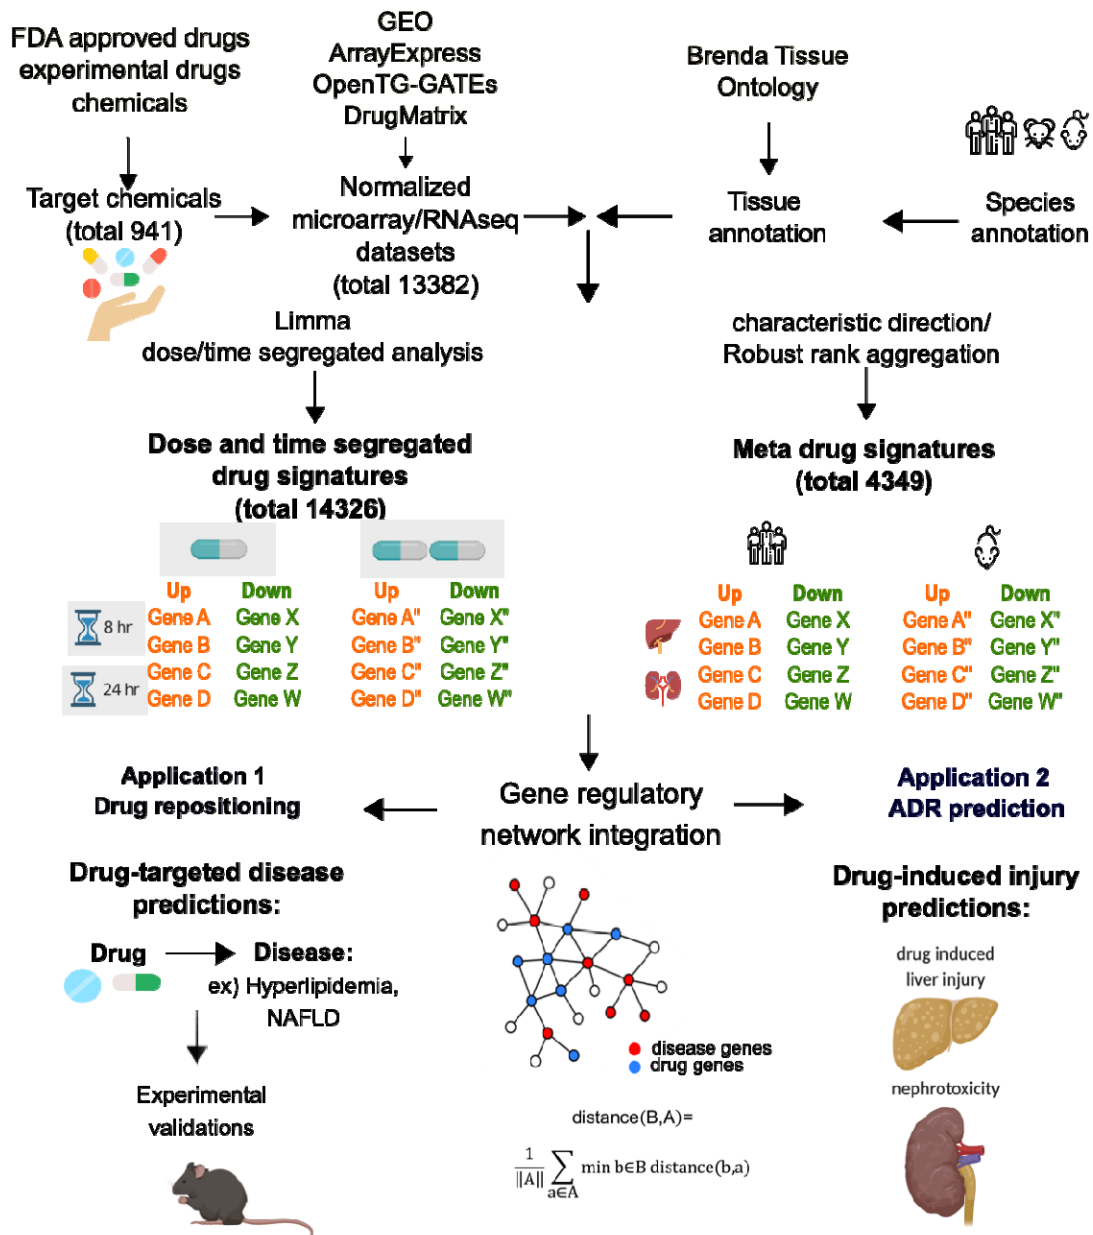 FDA approved drugs
experimental drugs
chemicals
GEO
ArrayExpress
OpenTG-GATEs
DrugMatrix
Brenda Tissue
Ontology
Target chemicals
(total 941)
Normalized
microarray/RNAseq
datasets
(total 13382)
Tissue
annotation
Species
annotation
Limma
dose/time segregated analysis
characteristic direction/
Robust rank aggregation
Dose and time segregated
drug signatures
(total 14326)
Meta drug signatures
(total 4349)
Up Down Up Down
8 hr
Gene A Gene X Gene A" Gene X"
Gene B Gene Y Gene B" Gene Y"
24 hr
Gene C Gene Z Gene C" Gene Z"
Gene D Gene W Gene D" Gene W"
Up Down Up Down
Gene A Gene X Gene A" Gene X"
Gene B Gene Y Gene B" Gene Y"
Gene C Gene Z Gene C" Gene Z"
Gene D Gene W Gene D" Gene W"
Application 1
Drug repositioning
Gene regulatory
network integration
Application 2
ADR prediction
Drug-targeted disease
predictions:
Drug
Disease:
ex) Hyperlipidemia,
NAFLD
Experimental
validations
disease genes
drug genes
distance(B,A)=
1/‖A‖ ∑ a∈A min b∈B distance(b,a)
Drug-induced injury
predictions:
drug induced
liver injury
nephrotoxicity